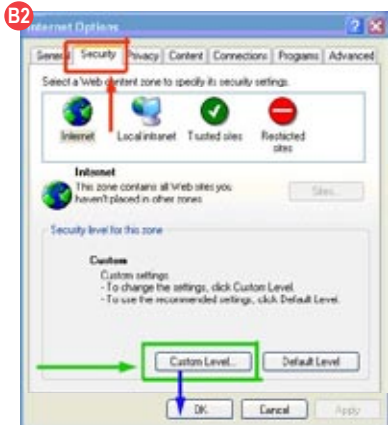 B2
Internet Options
General Security Privacy Content Connections Programs Advanced
Select a Web content zone to specify its security settings.
Internet Local intranet Trusted sites Restricted sites
Internet
This zone contains all Web sites you
haven't placed in other zones
Sites...
Security level for this zone
Custom
Custom settings
- To change the settings, click Custom Level.
- To use the recommended settings, click Default Level.
Custom Level... Default Level
OK Cancel Apply